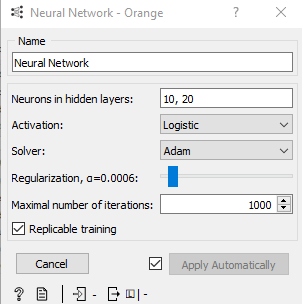 Neural Network - Orange
Name
Neural Network
Neurons in hidden layers: 10, 20
Activation: Logistic
Solver: Adam
Regularization, α=0.0006:
Maximal number of iterations: 1000
Replicable training
Cancel Apply Automatically
? | - | -